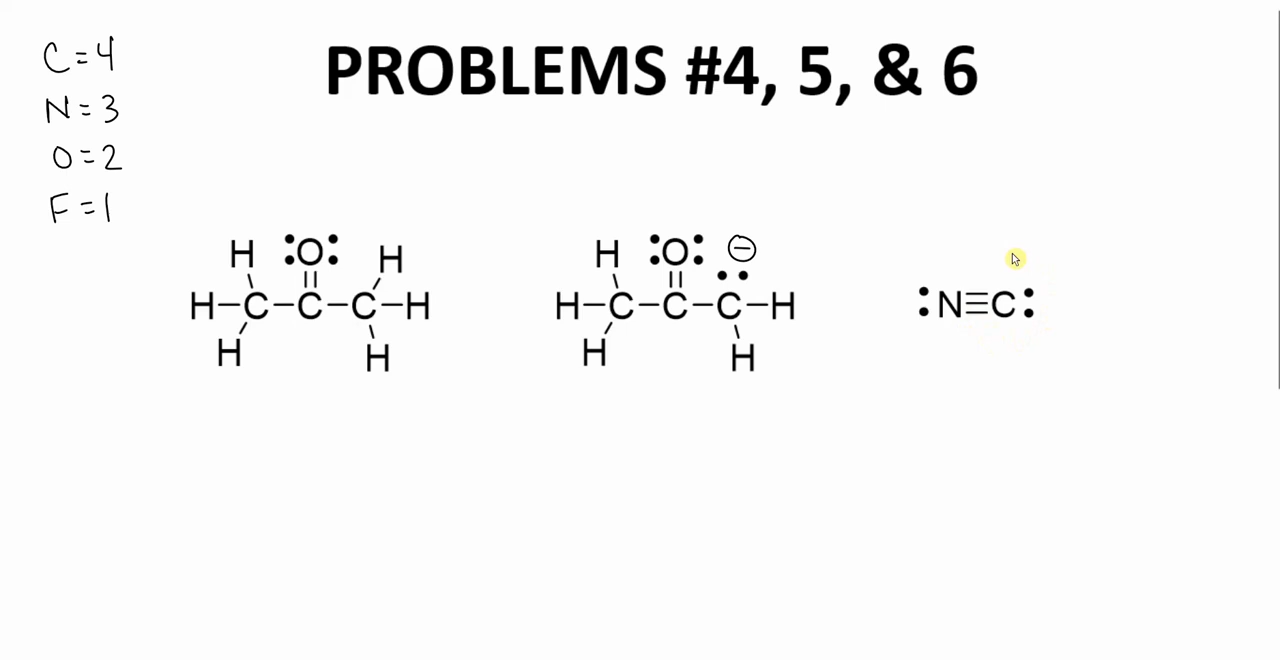 PROBLEMS #4, 5, & 6
C=4
N=3
O=2
F=1
H :O: H
H–C–C–C–H
H H
H :O: ⊖
H–C–C–C–H
H H
:N≡C: